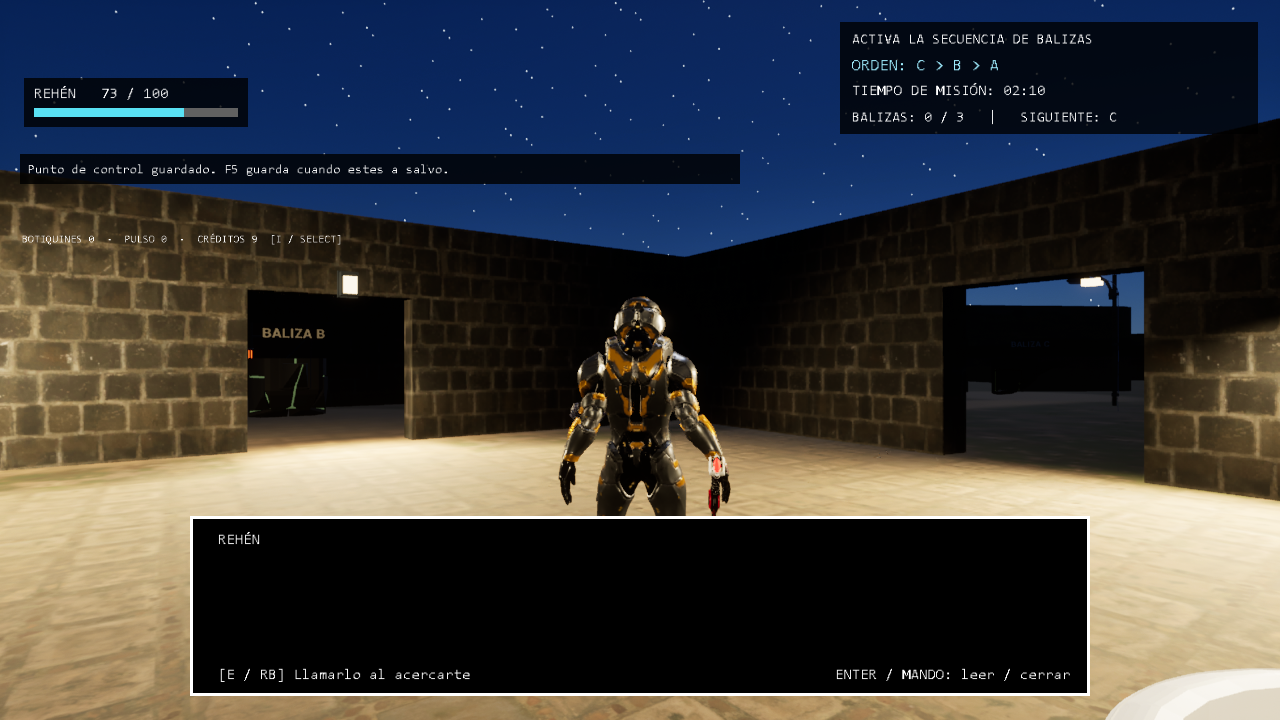 ACTIVA LA SECUENCIA DE BALIZAS
ORDEN: C > B > A
TIEMPO DE MISIÓN: 02:10
BALIZAS: 0 / 3 | SIGUIENTE: C
REHÉN 73 / 100
Punto de control guardado. F5 guarda cuando estes a salvo.
BOTIQUINES 0 - PULSO 0 - CRÉDITOS 9 [I / SELECT]
BALIZA B
REHÉN
[E / RB] Llamarlo al acercarte
ENTER / MANDO: leer / cerrar